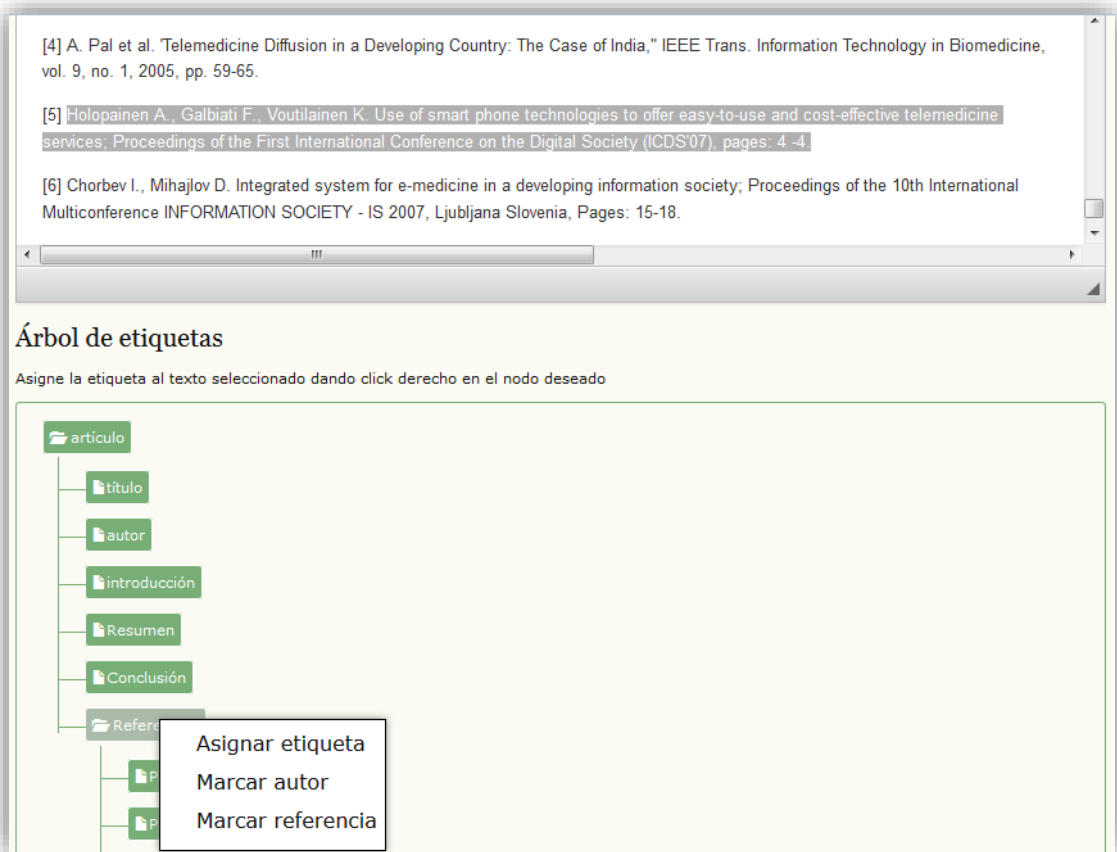 [4] A. Pal et al. 'Telemedicine Diffusion in a Developing Country: The Case of India," IEEE Trans. Information Technology in Biomedicine,
vol. 9, no. 1, 2005, pp. 59-65.
[5] Holopainen A., Galbiati F., Voutilainen K. Use of smart phone technologies to offer easy-to-use and cost-effective telemedicine
services; Proceedings of the First International Conference on the Digital Society (ICDS'07), pages: 4 -4.
[6] Chorbev I., Mihajlov D. Integrated system for e-medicine in a developing information society; Proceedings of the 10th International
Multiconference INFORMATION SOCIETY - IS 2007, Ljubljana Slovenia, Pages: 15-18.
Árbol de etiquetas
Asigne la etiqueta al texto seleccionado dando click derecho en el nodo deseado
artículo
título
autor
introducción
Resumen
Conclusión
Asignar etiqueta
Marcar autor
Marcar referencia